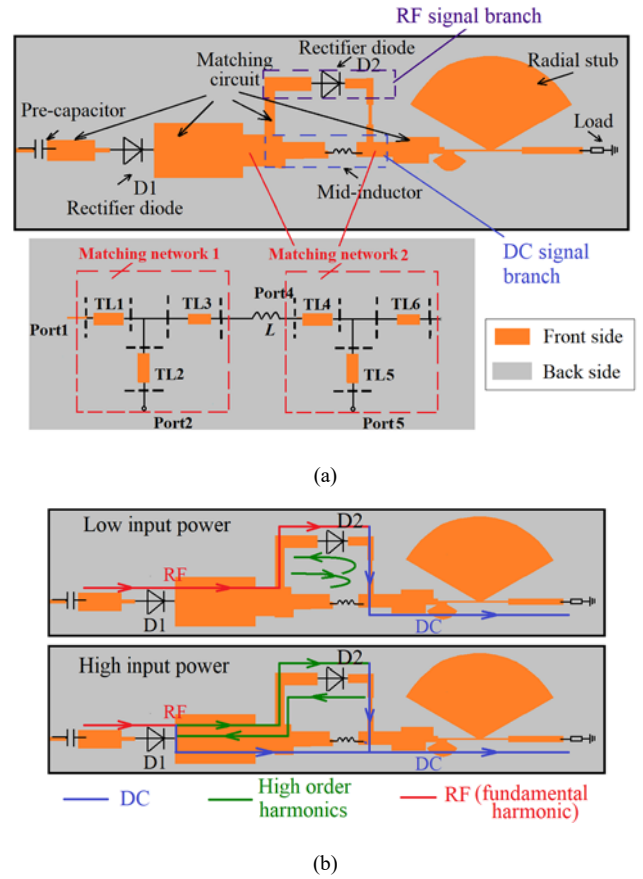 RF signal branch
Rectifier diode
D2
Matching
circuit
Radial stub
Pre-capacitor
Load
D1
Rectifier diode
Mid-inductor
DC signal
branch
Matching network 1
Matching network 2
Port4
TL1
TL3
TL4
TL6
Port1
L
TL2
TL5
Port2
Port 5
Front side
Back side
(a)
Low input power
D2
RF
D1
DC
High input power
D2
RF
D1
DC
DC
High order
harmonics
RF (fundamental
harmonic)
(b)